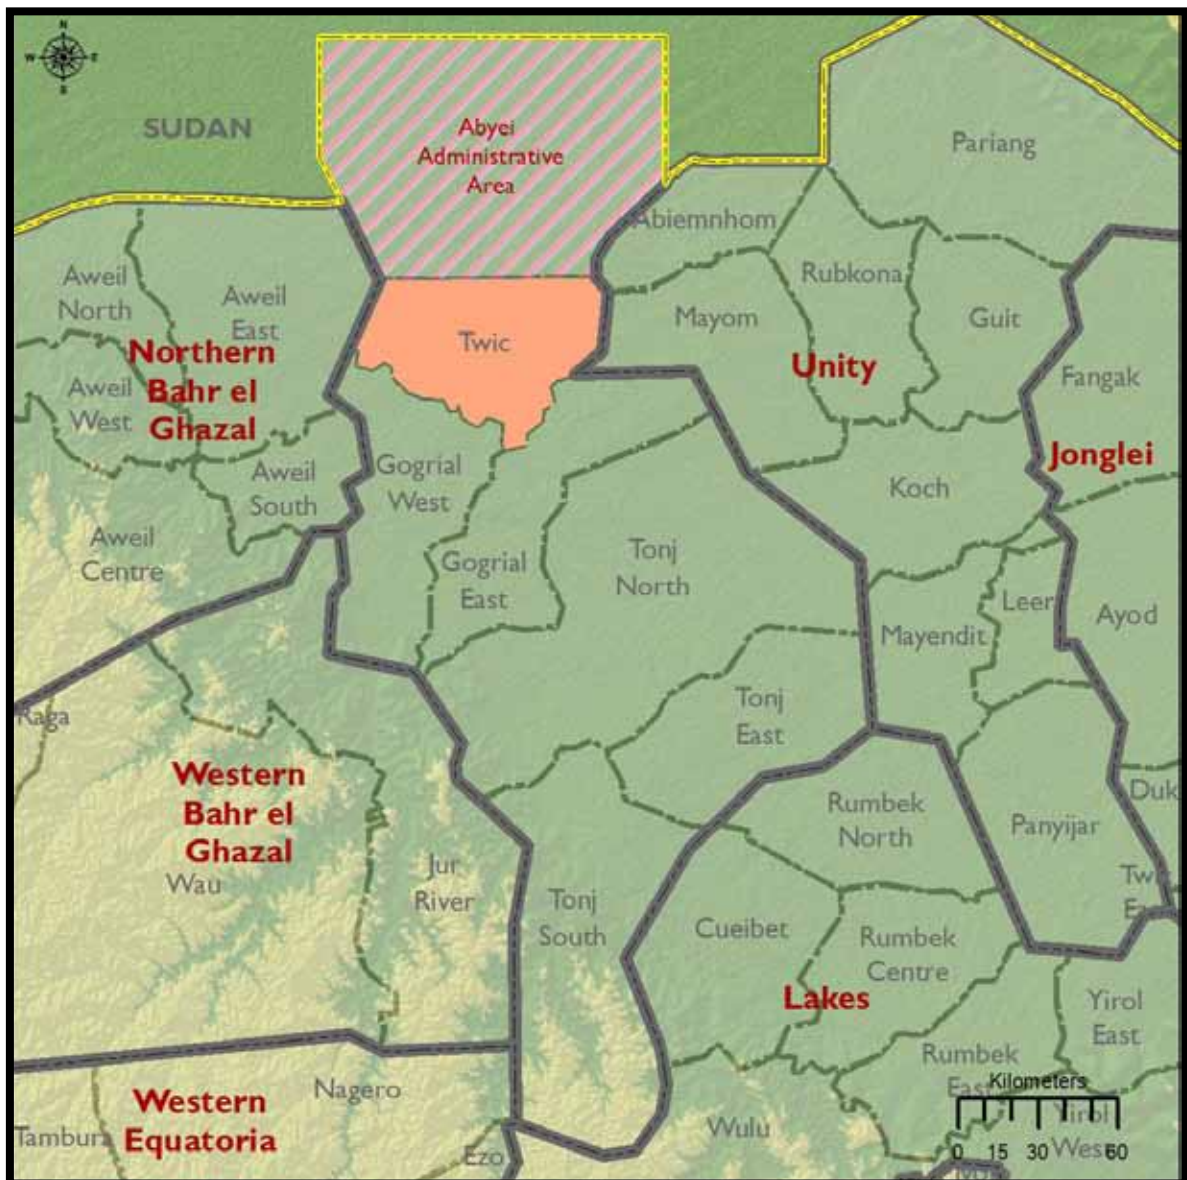 N
W E
S
SUDAN
Abyei
Administrative
Area
Pariang
Abiemnhom
Aweil
North
Aweil
East
Rubkona
Mayom
Guit
Twic
Northern
Bahr el
Ghazal
Unity
Fangak
Aweil
West
Jonglei
Aweil
South
Gogrial
West
Koch
Aweil
Centre
Gogrial
East
Tonj
North
Leer
Ayod
Mayendit
Raga
Tonj
East
Western
Bahr el
Ghazal
Wau
Duk
Rumbek
North
Panyijar
Jur
River
Tonj
South
Cueibet
Rumbek
Centre
Lakes
Yirol
East
Rumbek
East
Kilometers
0 15 30 60
Yirol
West
Western
Equatoria
Nagero
Tambura
Ezo
Wulu